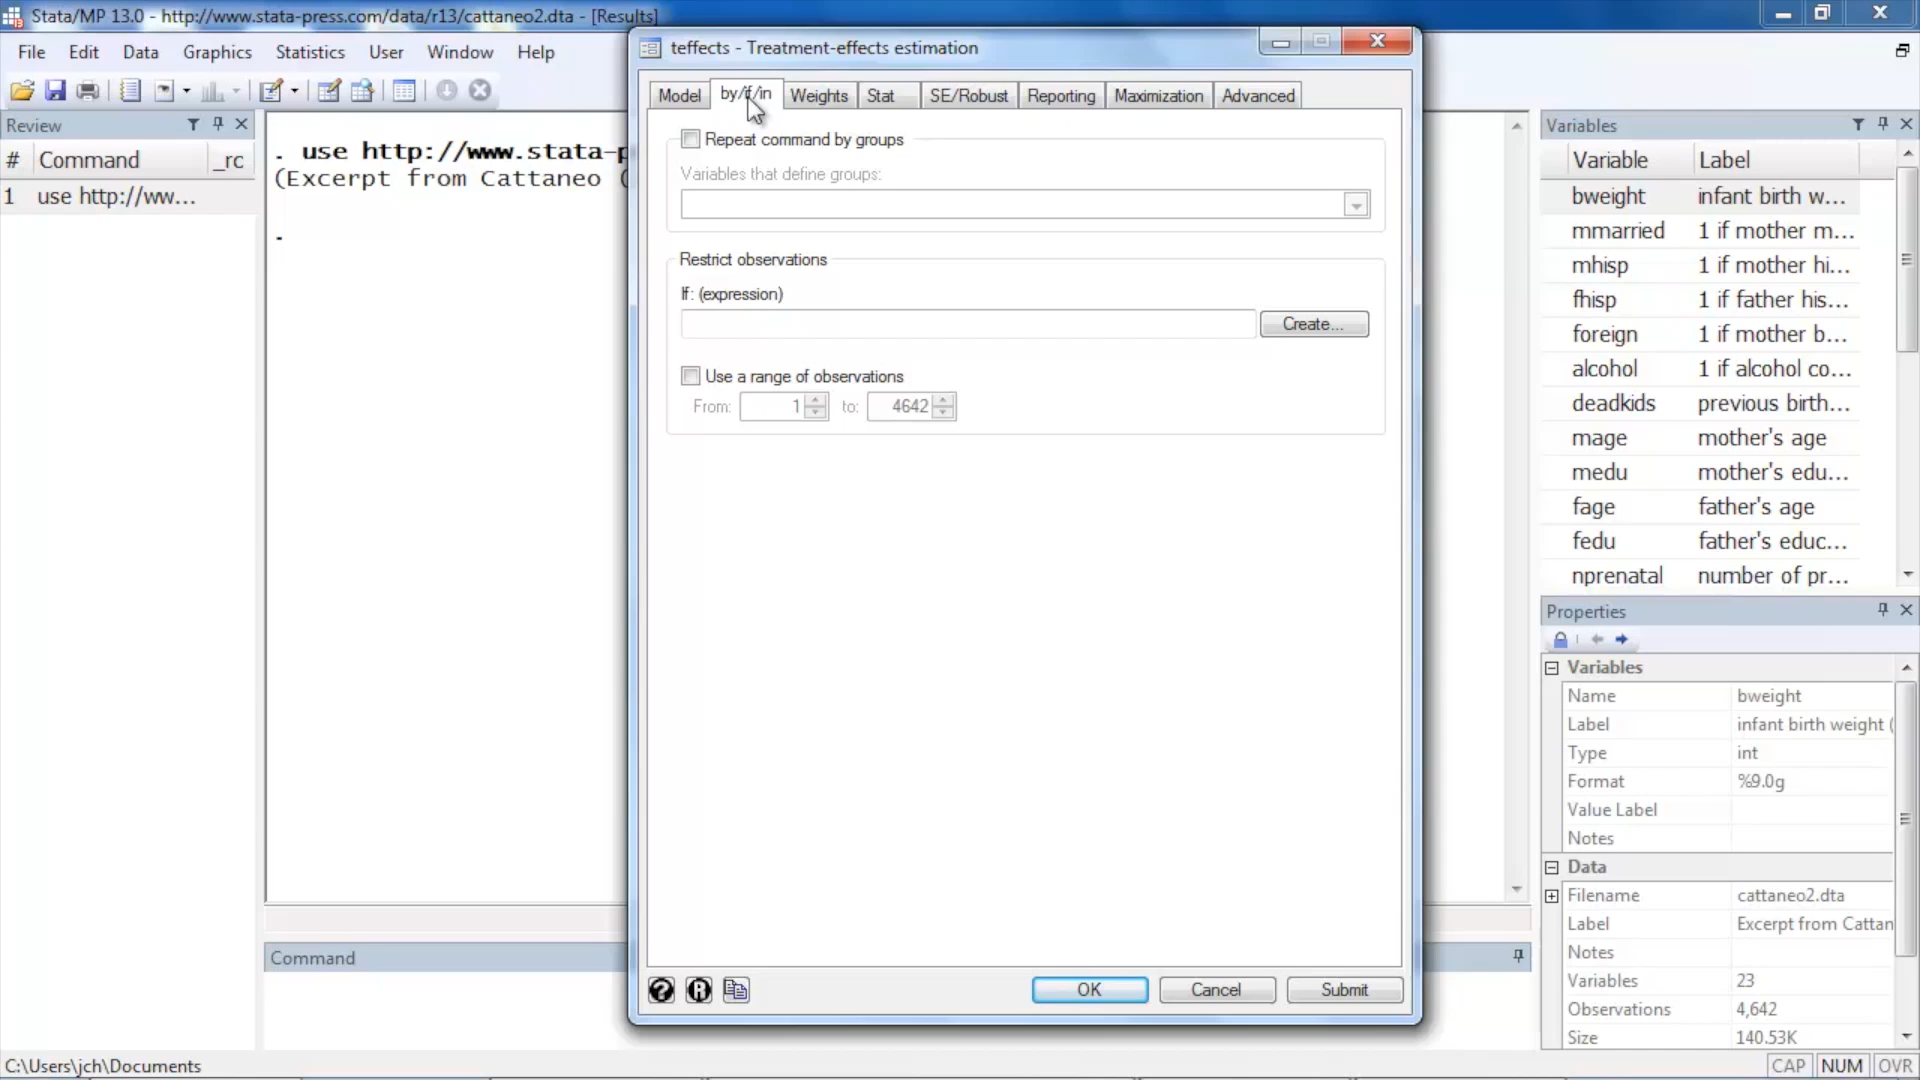 Stata/MP 13.0 - http://www.stata-press.com/data/r13/cattaneo2.dta - [Results]
File Edit Data Graphics Statistics User Window Help
Review
# Command _rc
1 use http://ww...
. use http://www.stata-p
(Excerpt from Cattaneo (
.
Command
teffects - Treatment-effects estimation
Model by/if/in Weights Stat SE/Robust Reporting Maximization Advanced
Repeat command by groups
Variables that define groups:
Restrict observations
If: (expression)
Create...
Use a range of observations
From: 1 to: 4642
OK Cancel Submit
Variables
Variable Label
bweight infant birth w...
mmarried 1 if mother m...
mhisp 1 if mother hi...
fhisp 1 if father his...
foreign 1 if mother b...
alcohol 1 if alcohol co...
deadkids previous birth...
mage mother's age
medu mother's edu...
fage father's age
fedu father's educ...
nprenatal number of pr...
Properties
Variables
Name bweight
Label infant birth weight (
Type int
Format %9.0g
Value Label
Notes
Data
Filename cattaneo2.dta
Label Excerpt from Cattan
Notes
Variables 23
Observations 4,642
Size 140.53K
C:\Users\jch\Documents
CAP NUM OVR